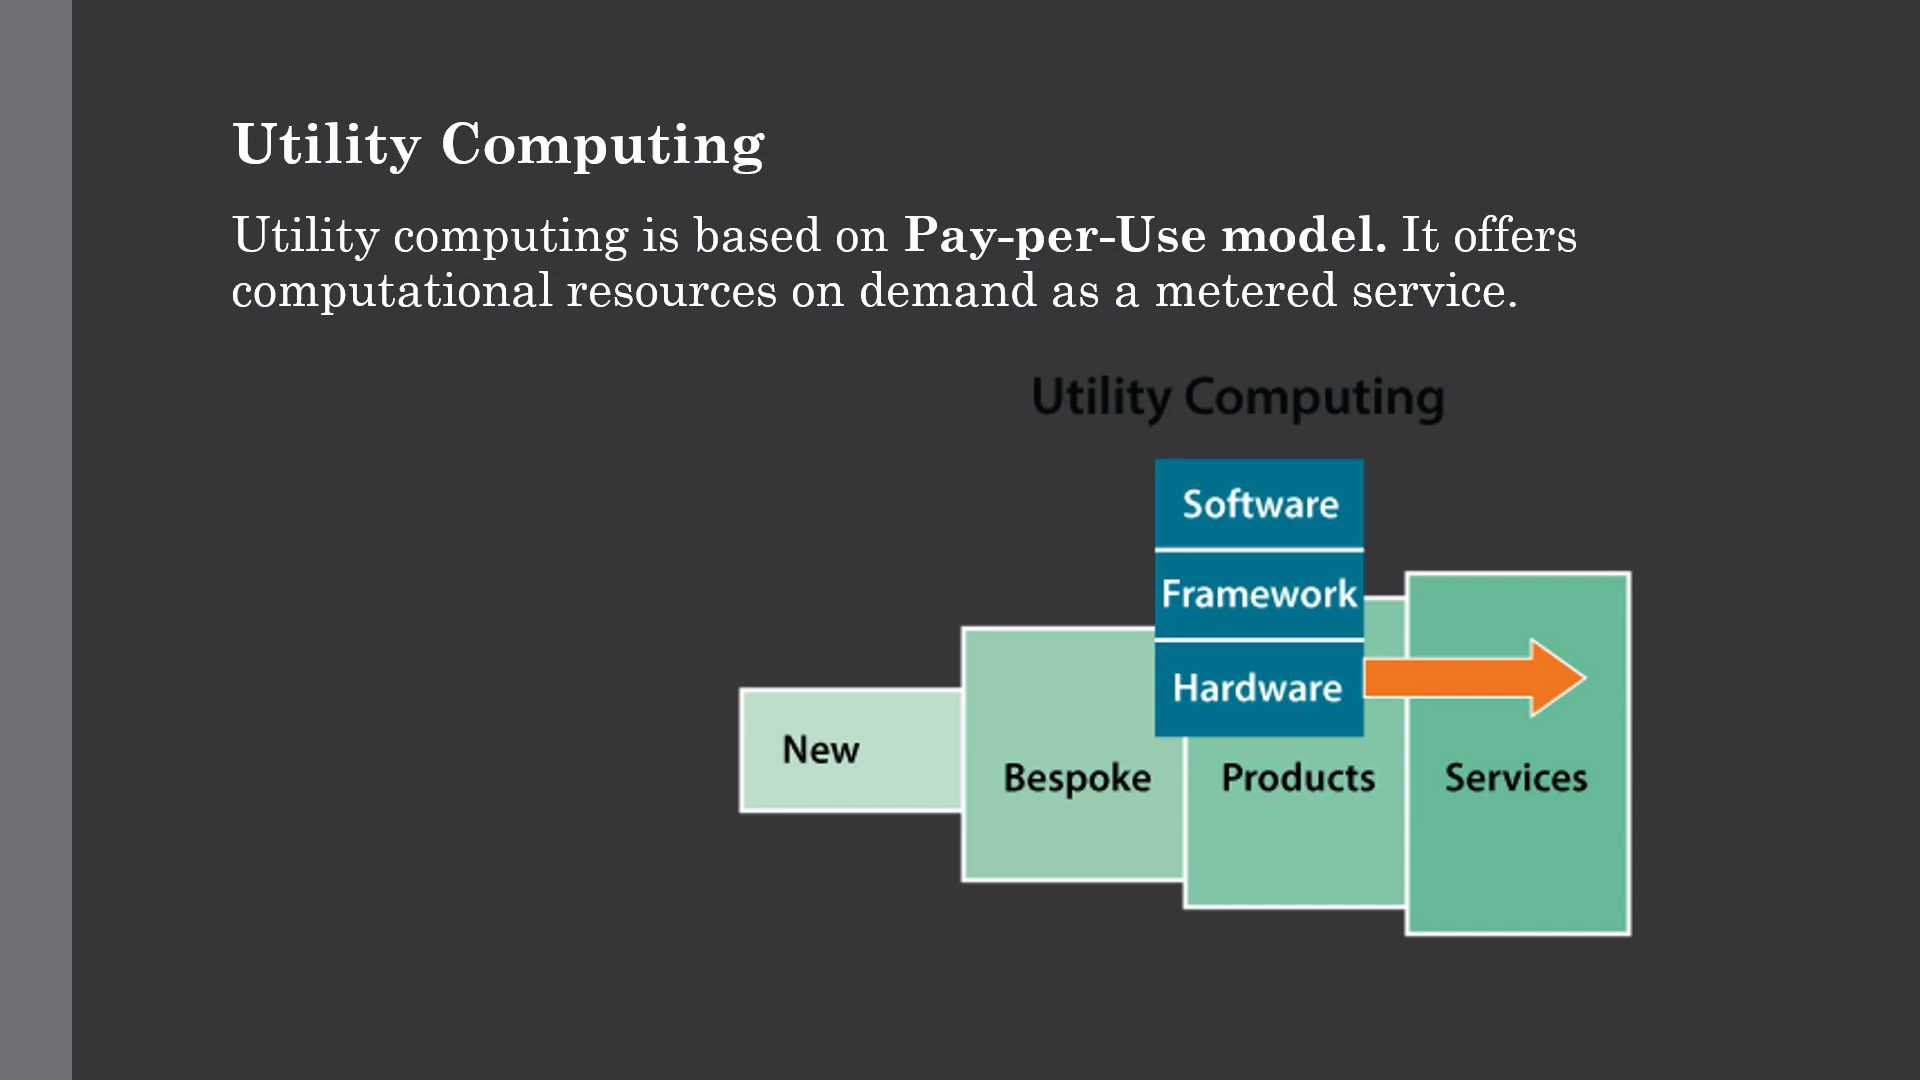 Utility Computing
Utility computing is based on Pay-per-Use model. It offers
computational resources on demand as a metered service.
Utility Computing
Software
Framework
Hardware
New
Bespoke
Products
Services